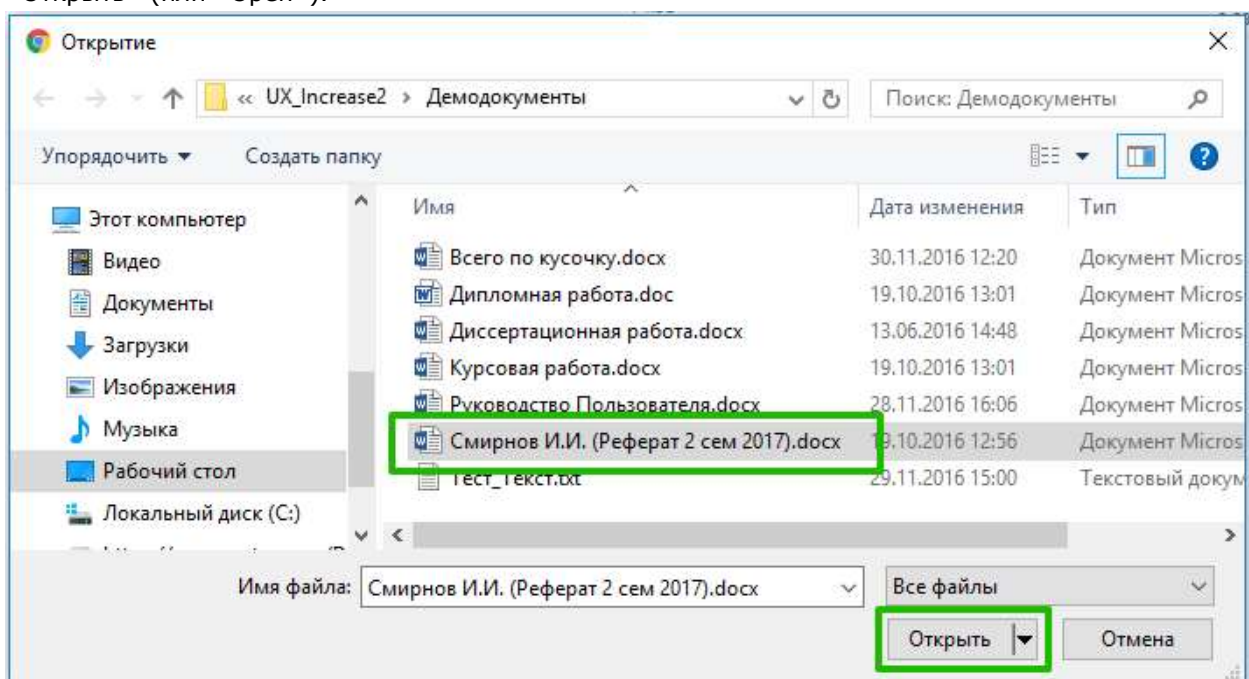 Открытие
« UX_Increase2 › Демодокументы
Поиск: Демодокументы
Упорядочить
Создать папку
Этот компьютер
Видео
Документы
Загрузки
Изображения
Музыка
Рабочий стол
Локальный диск (C:)
Имя Дата изменения Тип
Всего по кусочку.docx 30.11.2016 12:20 Документ Micros
Дипломная работа.doc 19.10.2016 13:01 Документ Micros
Диссертационная работа.docx 13.06.2016 14:48 Документ Micros
Курсовая работа.docx 19.10.2016 13:01 Документ Micros
Руководство Пользователя.docx 28.11.2016 16:06 Документ Micros
Смирнов И.И. (Реферат 2 сем 2017).docx 19.10.2016 12:56 Документ Micros
Тест_Текст.txt 29.11.2016 15:00 Текстовый докум
Имя файла: Смирнов И.И. (Реферат 2 сем 2017).docx
Все файлы
Открыть
Отмена